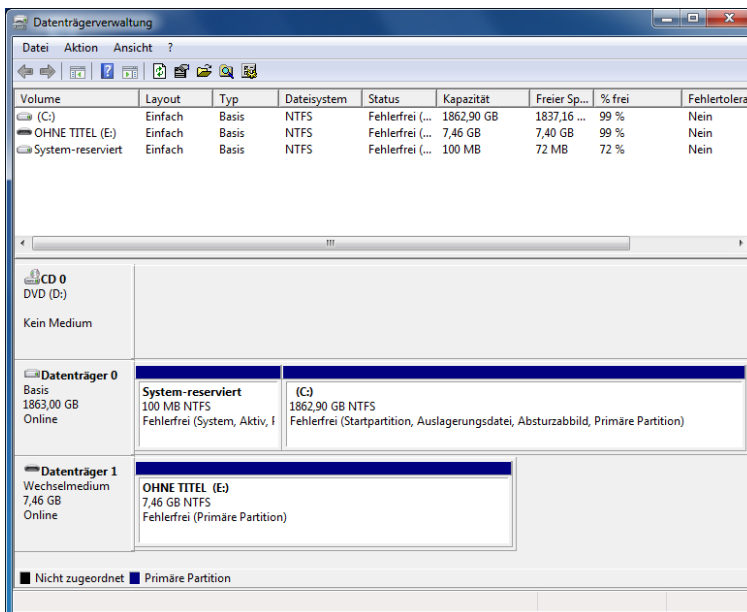 Datenträgerverwaltung
Datei Aktion Ansicht ?
Volume Layout Typ Dateisystem Status Kapazität Freier Sp... % frei Fehlertolera
(C:) Einfach Basis NTFS Fehlerfrei (... 1862,90 GB 1837,16 ... 99 % Nein
OHNE TITEL (E:) Einfach Basis NTFS Fehlerfrei (... 7,46 GB 7,40 GB 99 % Nein
System-reserviert Einfach Basis NTFS Fehlerfrei (... 100 MB 72 MB 72 % Nein
CD 0
DVD (D:)
Kein Medium
Datenträger 0
Basis
1863,00 GB
Online
System-reserviert
100 MB NTFS
Fehlerfrei (System, Aktiv, 
(C:)
1862,90 GB NTFS
Fehlerfrei (Startpartition, Auslagerungsdatei, Absturzabbild, Primäre Partition)
Datenträger 1
Wechselmedium
7,46 GB
Online
OHNE TITEL (E:)
7,46 GB NTFS
Fehlerfrei (Primäre Partition)
Nicht zugeordnet Primäre Partition